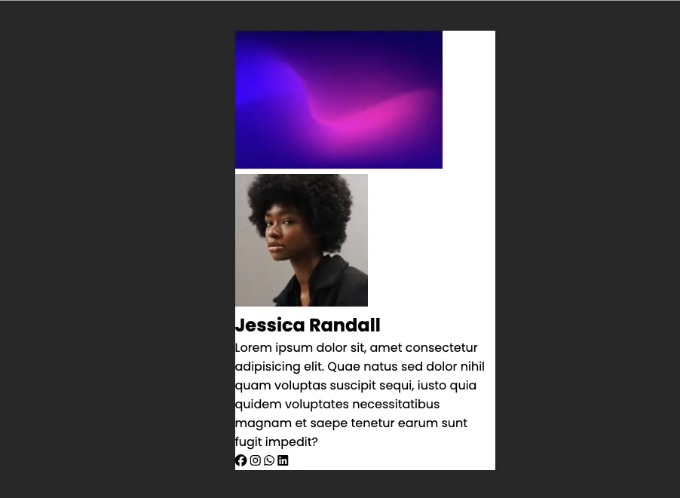 Jessica Randall
Lorem ipsum dolor sit, amet consectetur
adipisicing elit. Quae natus sed dolor nihil
quam voluptas suscipit sequi, iusto quia
quidem voluptates necessitatibus
magnam et saepe tenetur earum sunt
fugit impedit?